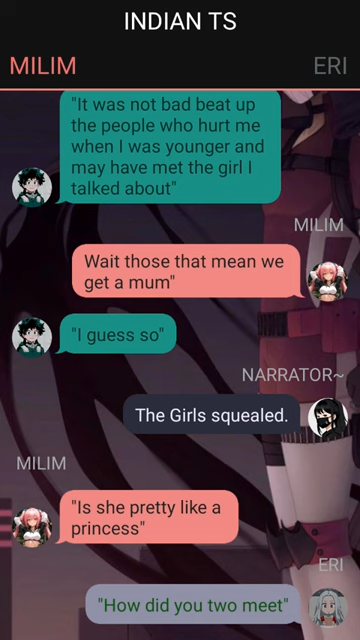 INDIAN TS
MILIM
ERI
"It was not bad beat up
the people who hurt me
when I was younger and
may have met the girl I
talked about"
MILIM
Wait those that mean we
get a mum"
"I guess so"
NARRATOR~
The Girls squealed.
MILIM
"Is she pretty like a
princess"
ERI
"How did you two meet"